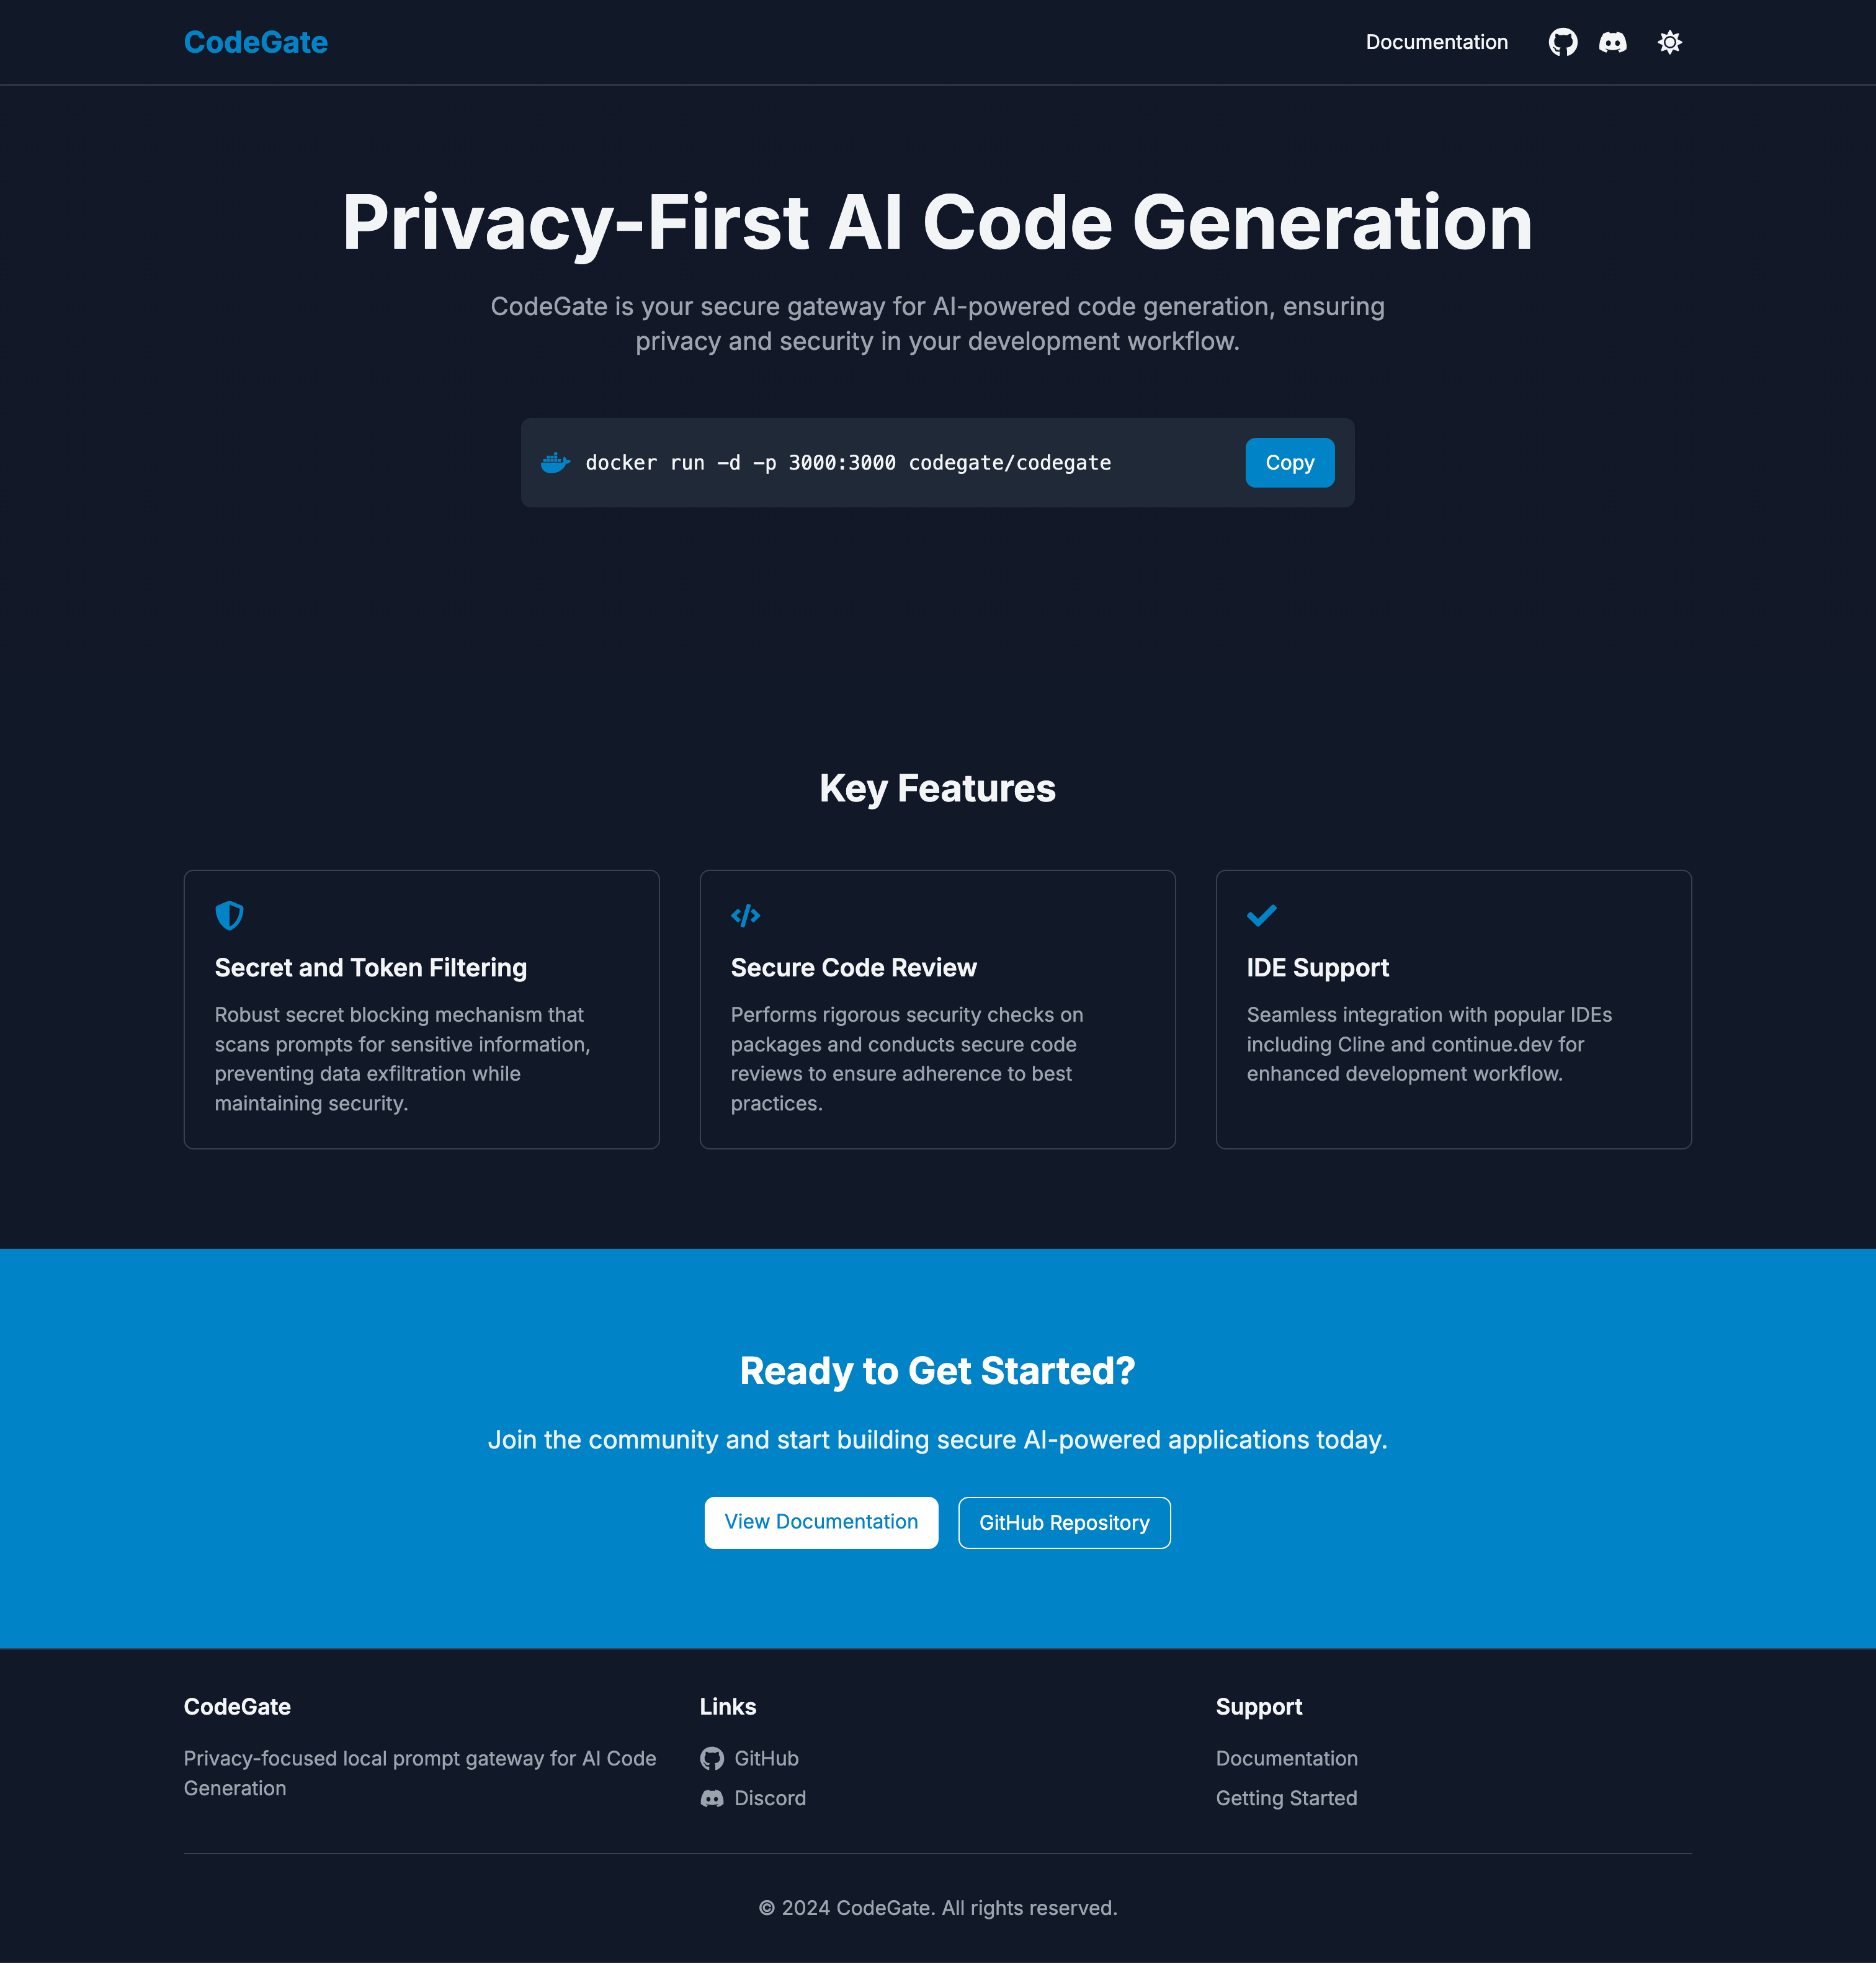 CodeGate
Documentation
Privacy-First AI Code Generation
CodeGate is your secure gateway for AI-powered code generation, ensuring
privacy and security in your development workflow.
docker run -d -p 3000:3000 codegate/codegate
Copy
Key Features
Secret and Token Filtering
Robust secret blocking mechanism that
scans prompts for sensitive information,
preventing data exfiltration while
maintaining security.
Secure Code Review
Performs rigorous security checks on
packages and conducts secure code
reviews to ensure adherence to best
practices.
IDE Support
Seamless integration with popular IDEs
including Cline and continue.dev for
enhanced development workflow.
Ready to Get Started?
Join the community and start building secure AI-powered applications today.
View Documentation
GitHub Repository
CodeGate
Privacy-focused local prompt gateway for AI Code
Generation
Links
GitHub
Discord
Support
Documentation
Getting Started
© 2024 CodeGate. All rights reserved.